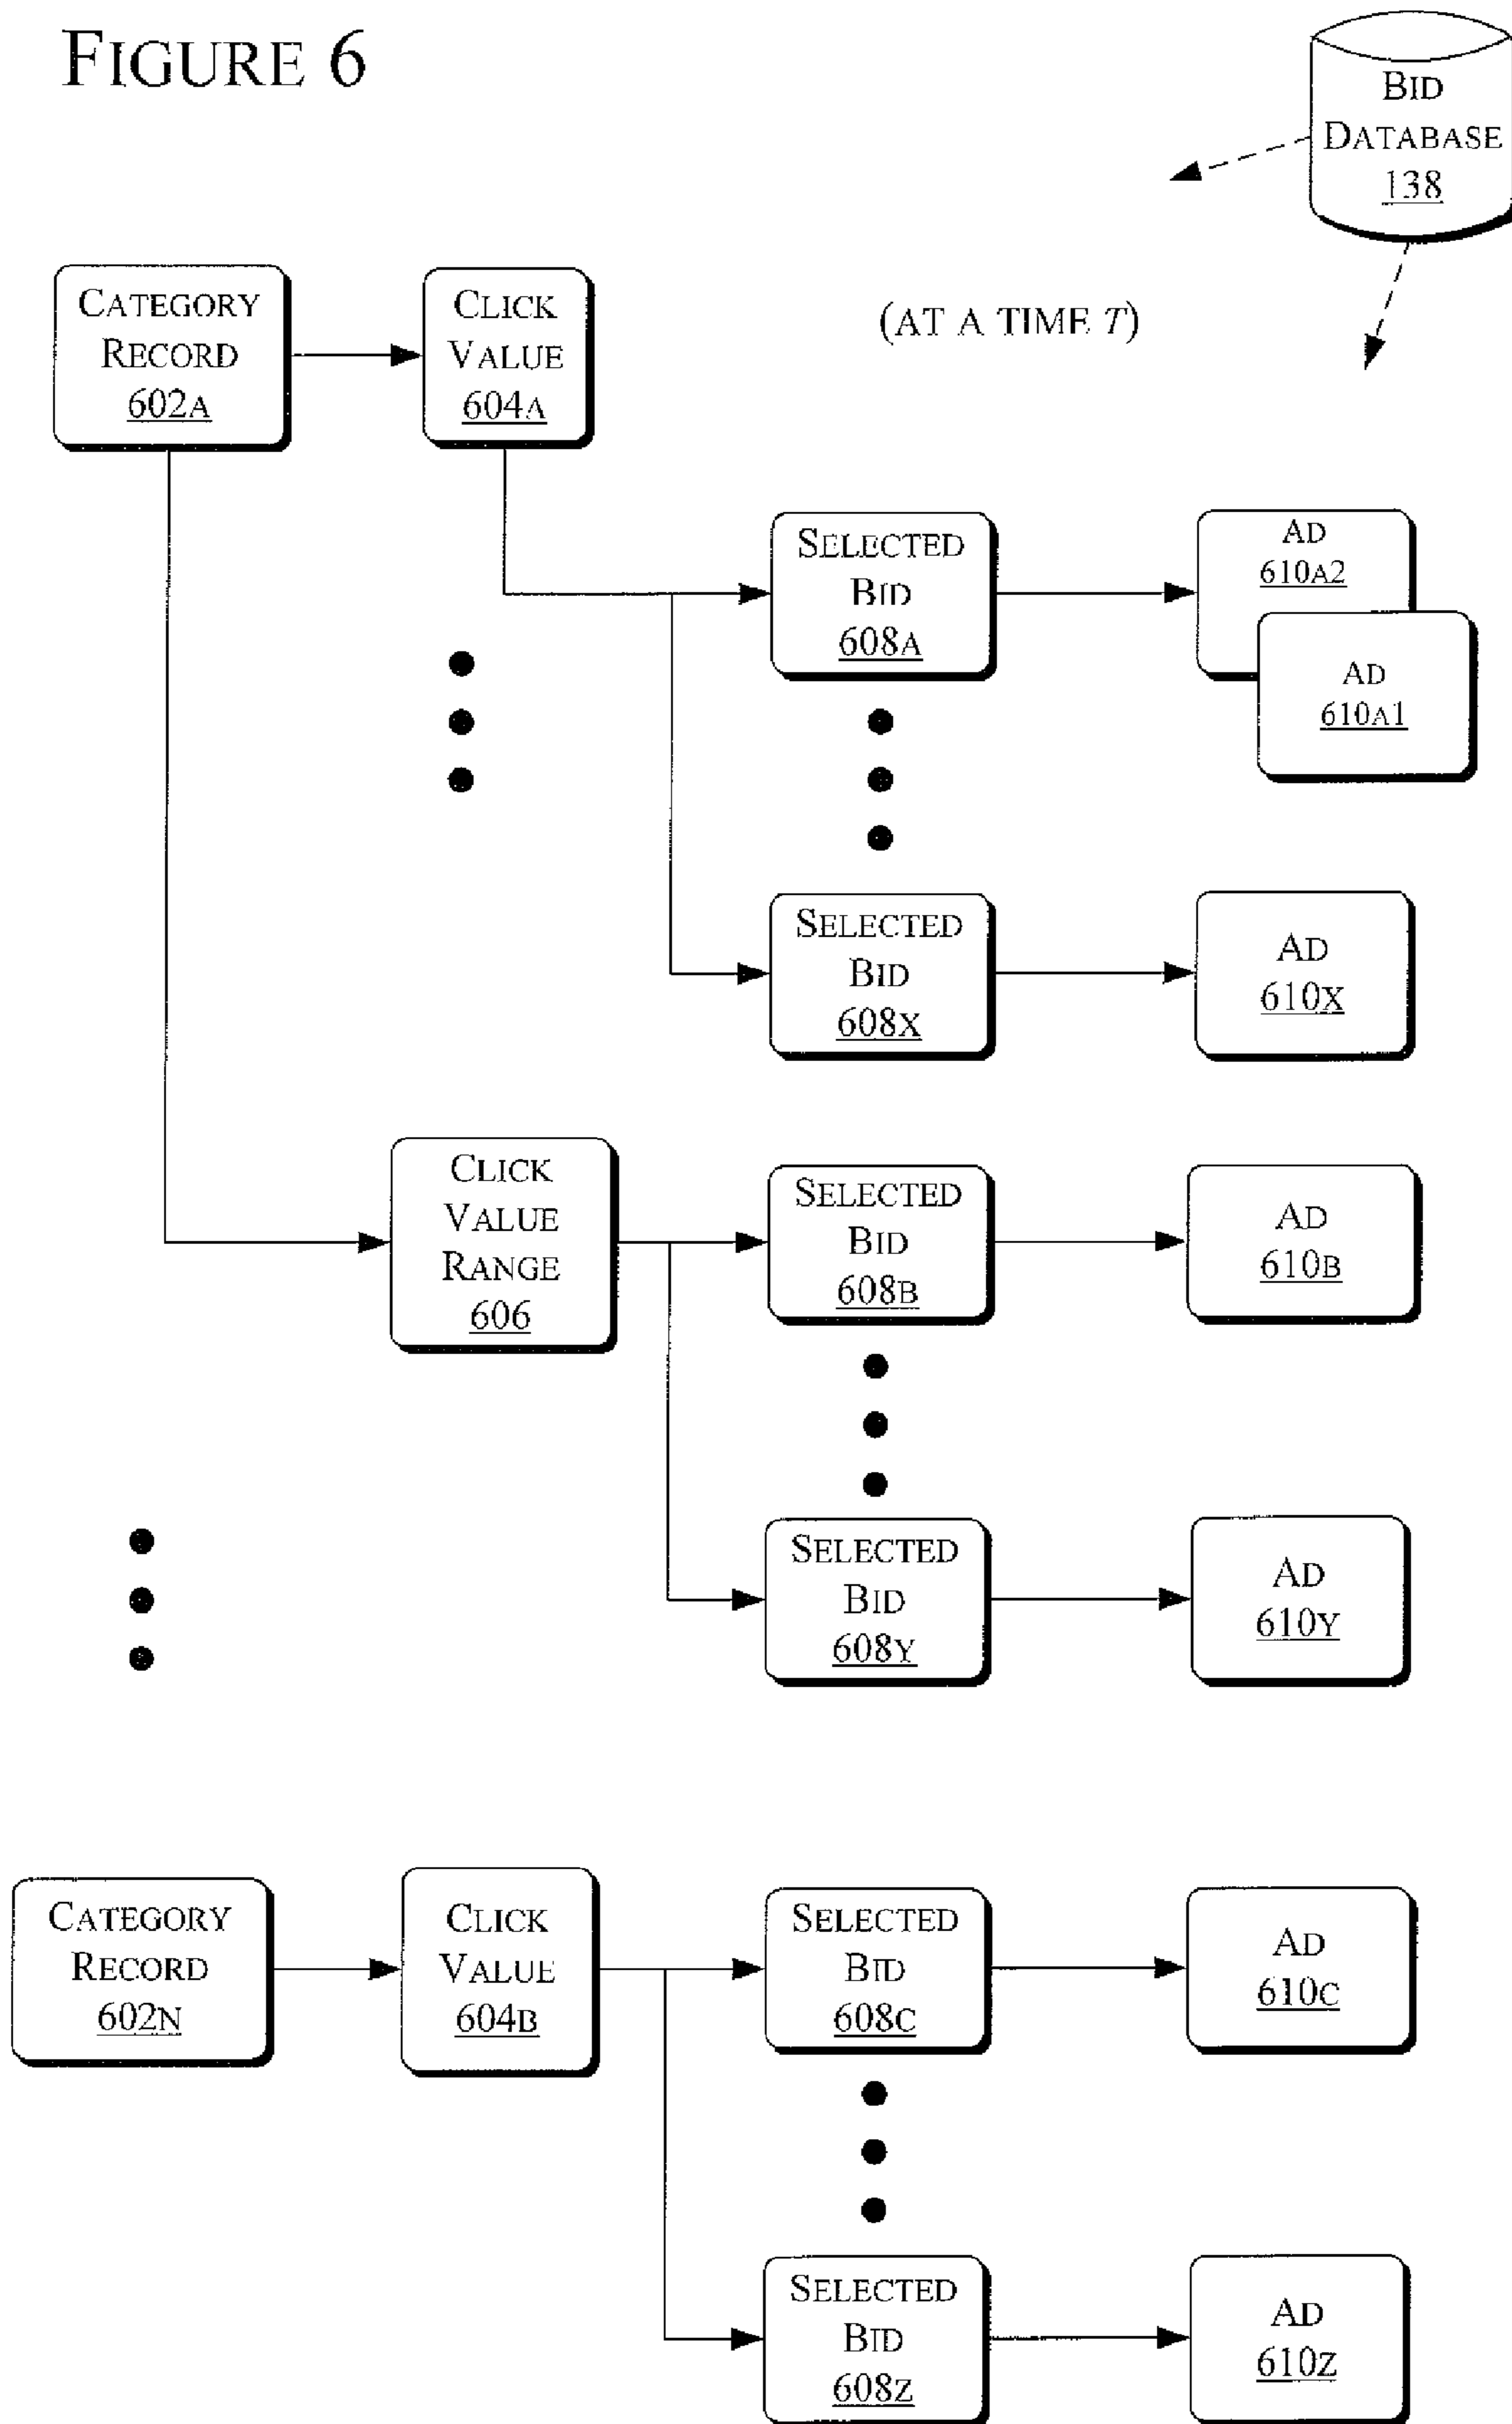 FIGURE 6
BID
DATABASE
138
CATEGORY
RECORD
602A
CLICK
VALUE
604A
(AT A TIME T)
SELECTED
BID
608A
AD
610A2
AD
610A1
SELECTED
BID
608X
AD
610X
CLICK
VALUE
RANGE
606
SELECTED
BID
608B
AD
610B
SELECTED
BID
608Y
AD
610Y
CATEGORY
RECORD
602N
CLICK
VALUE
604B
SELECTED
BID
608C
AD
610C
SELECTED
BID
608Z
AD
610Z